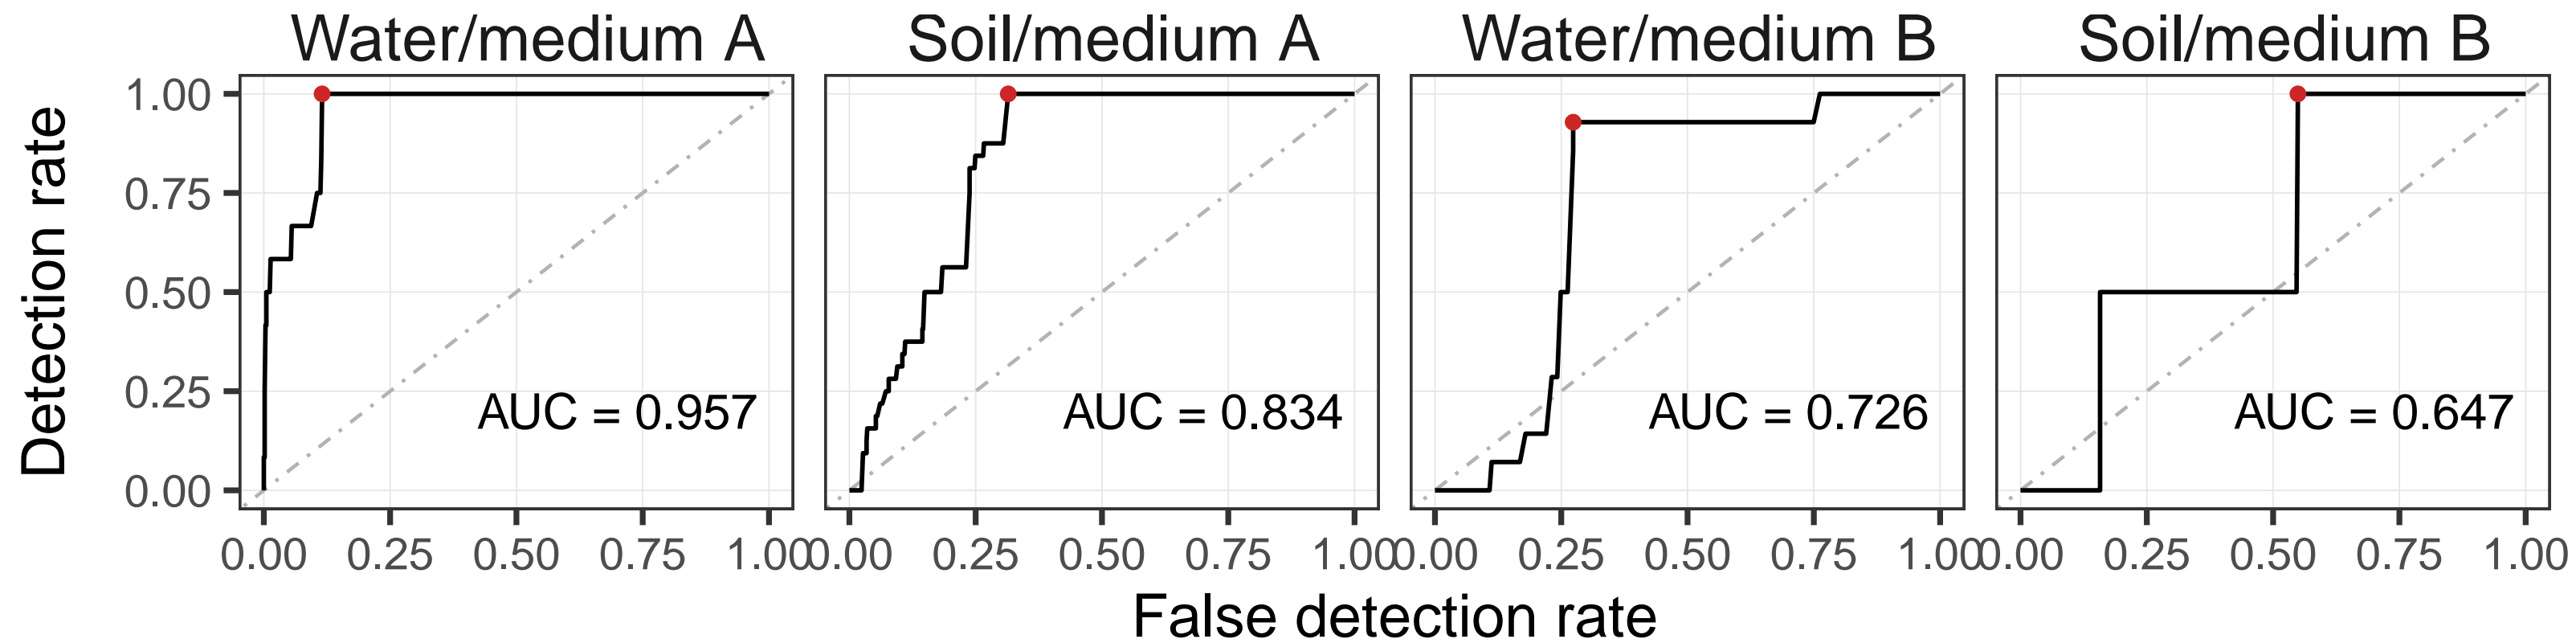 Water/medium A
Soil/medium A
Water/medium B
Soil/medium B
Detection rate
1.00
0.75
0.50
0.25
0.00
AUC = 0.957
AUC = 0.834
AUC = 0.726
AUC = 0.647
0.00 0.25 0.50 0.75 1.00
0.00 0.25 0.50 0.75 1.00
0.00 0.25 0.50 0.75 1.00
0.00 0.25 0.50 0.75 1.00
False detection rate